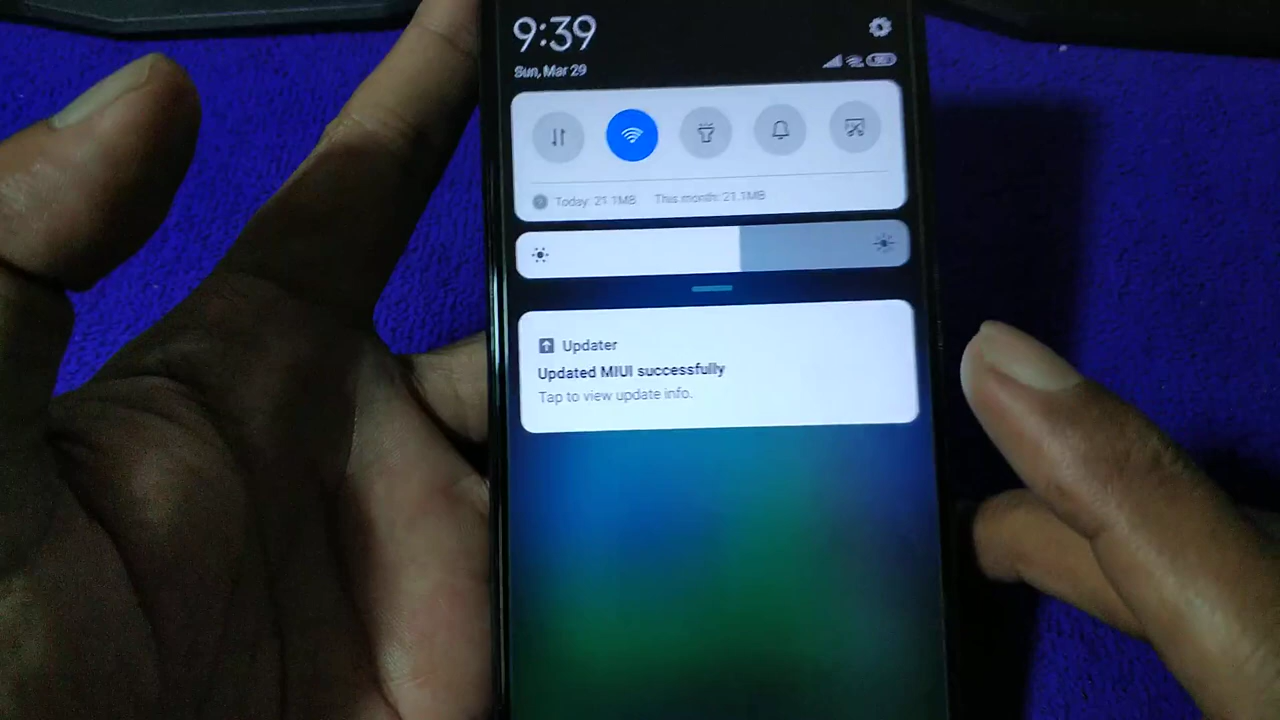 9:39
Sun, Mar 29
Today: 21.1MB This month: 21.1MB
Updater
Updated MIUI successfully
Tap to view update info.